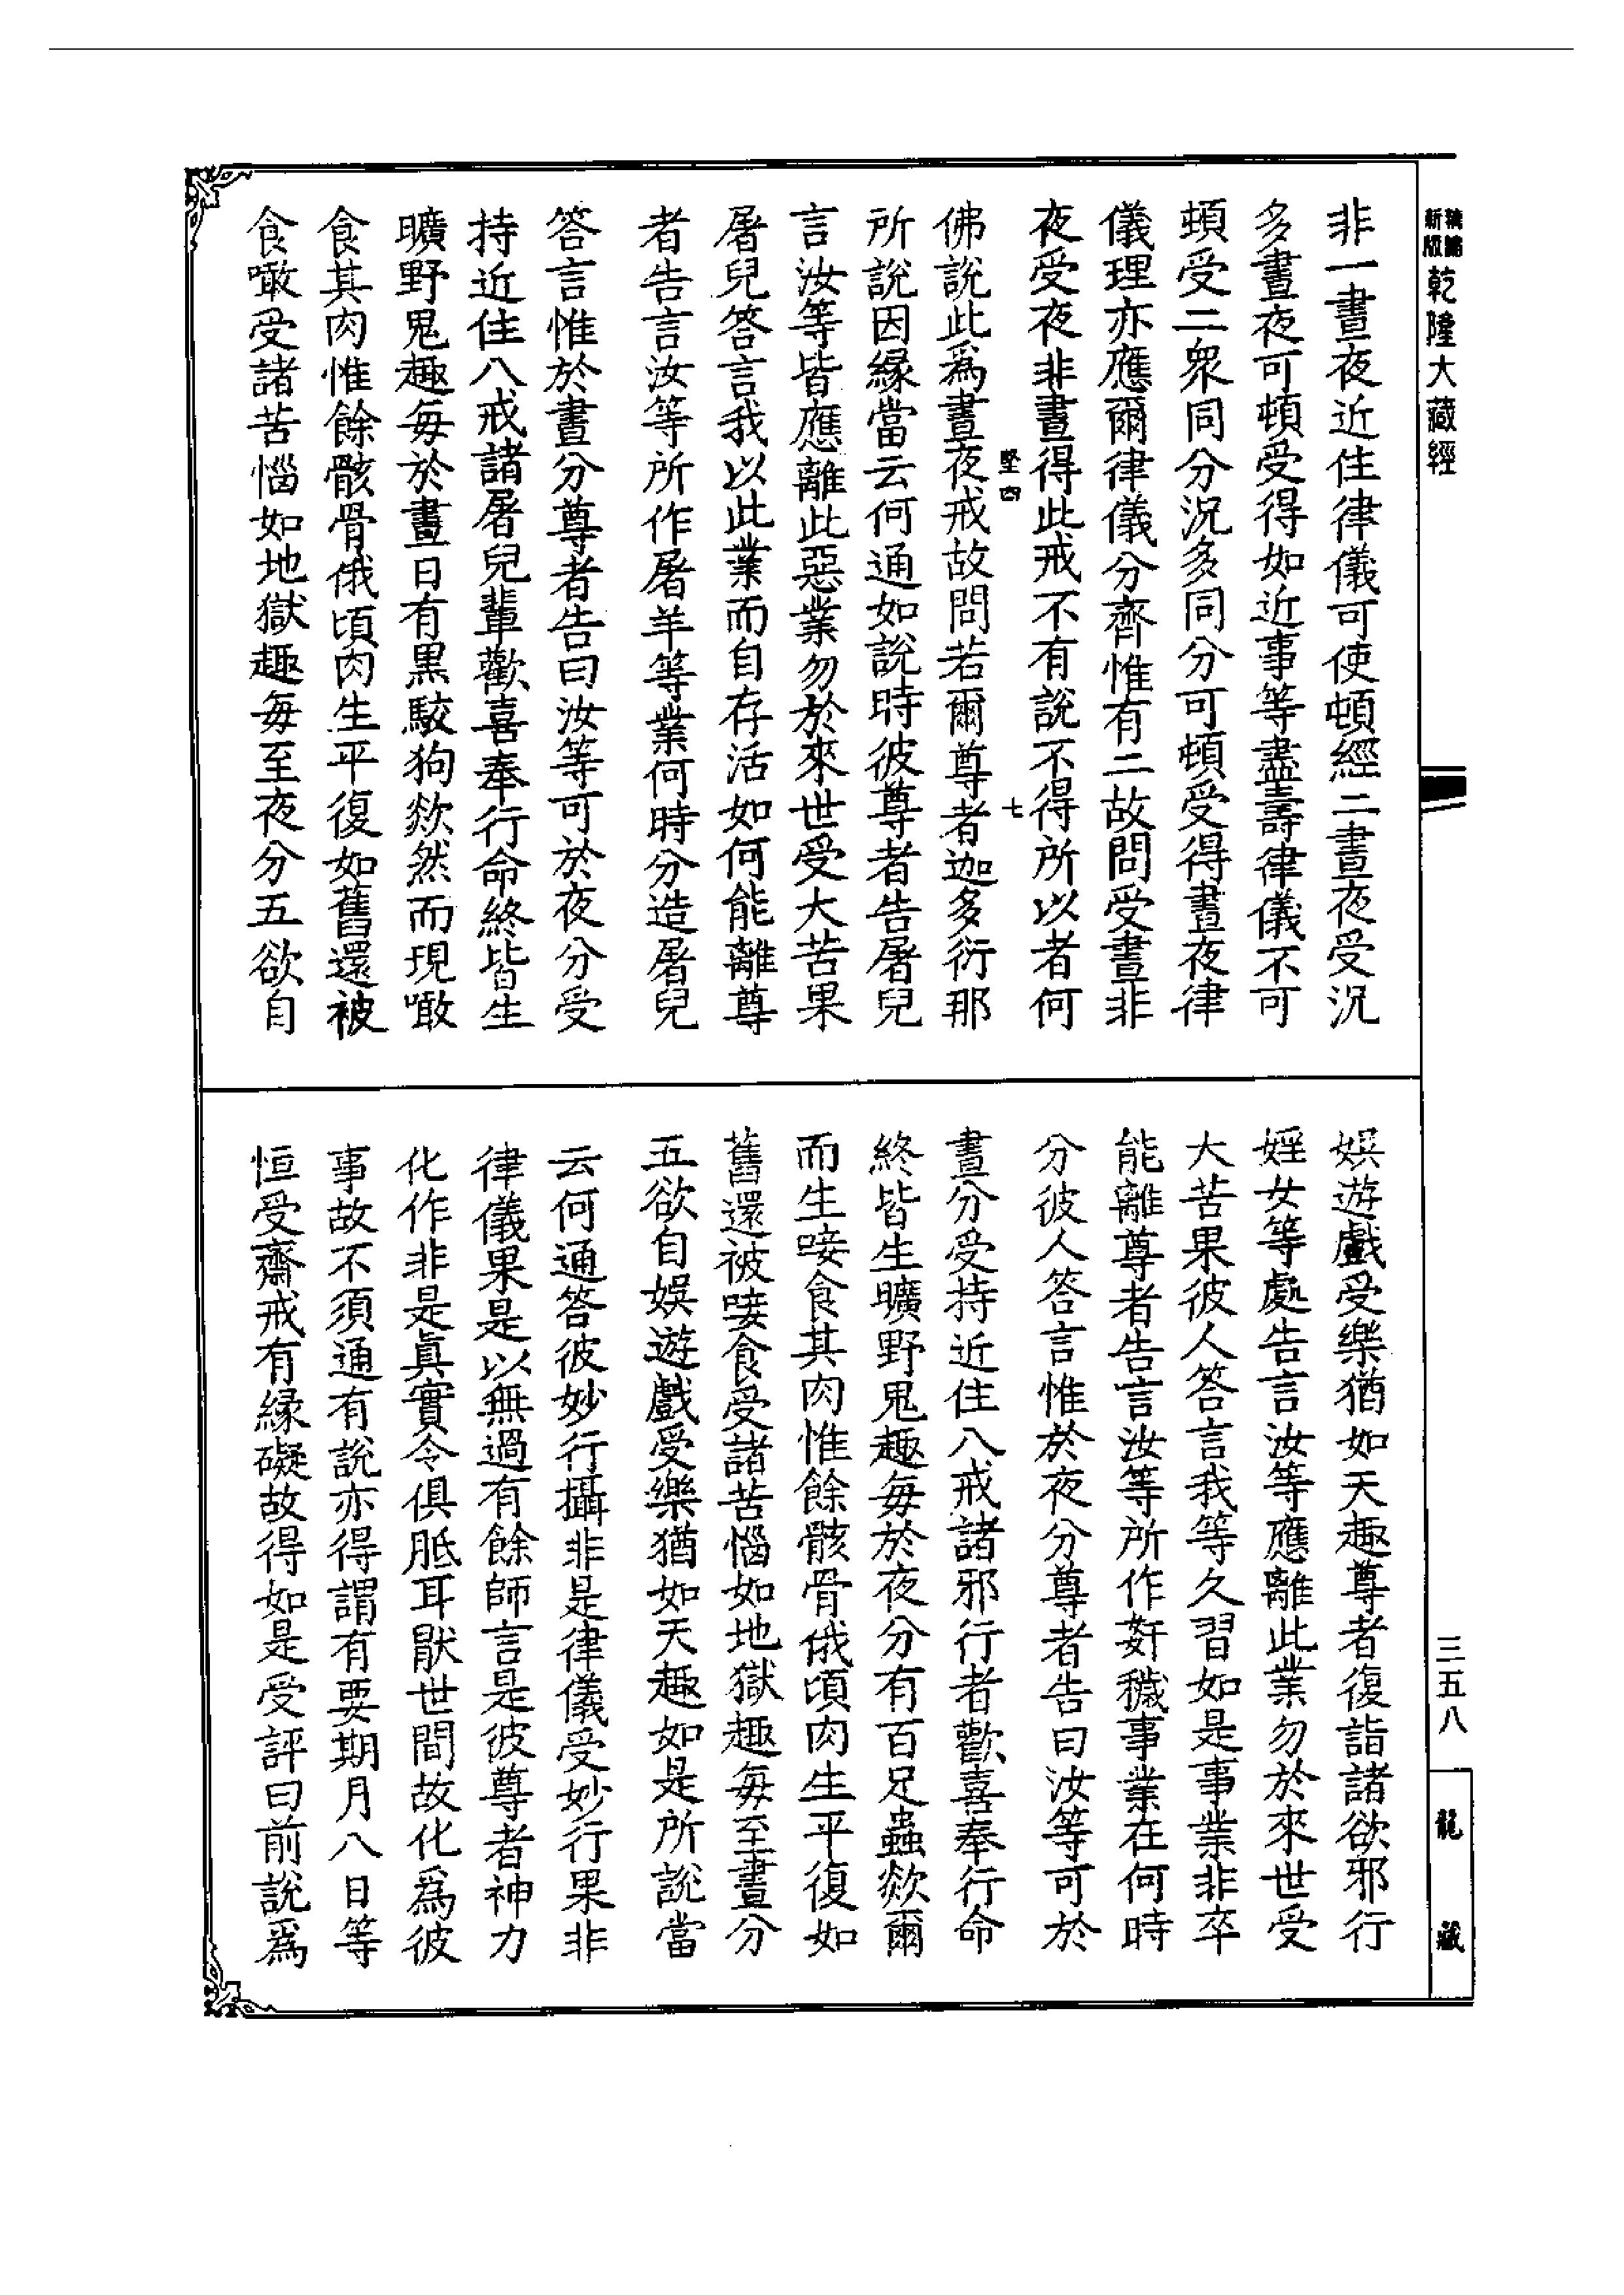 新版
精編
乾隆大藏經
非一晝夜近住律儀可使頓經二晝夜受況
多晝夜可頓受得如近事等盡壽律儀不可
頓受二眾同分況多同分可頓受得晝夜律
儀理亦應爾律儀分齊惟有二故問受晝非
夜受夜非晝得此戒不有說不得所以者何
堅四
七
佛說此爲晝夜戒故問若爾尊者迦多衍那
所說因緣當云何通如說時彼尊者告屠兒
言汝等皆應離此惡業勿於來世受大苦果
屠兒答言我以此業而自存活如何能離尊
者告言汝等所作屠羊等業何時分造屠兒
答言惟於晝分尊者告曰汝等可於夜分受
持近住八戒諸屠兒輩歡喜奉行命終皆生
曠野鬼趣每於晝日有黑駮狗欻然而現噉
食其肉惟餘骸骨俄頃肉生平復如舊還被
食噉受諸苦惱如地獄趣每至夜分五欲自
娛遊戲受樂猶如天趣尊者復詣諸欲邪行
婬女等處告言汝等應離此業勿於來世受
大苦果彼人答言我等久習如是事業非卒
能離尊者告言汝等所作姧穢事業在何時
分彼人答言惟於夜分尊者告曰汝等可於
晝分受持近住八戒諸邪行者歡喜奉行命
終皆生曠野鬼趣每於夜分有百足蟲欻爾
而生唼食其肉惟餘骸骨俄頃肉生平復如
舊還被唼食受諸苦惱如地獄趣每至晝分
五欲自娛遊戲受樂猶如天趣如是所說當
云何通答彼妙行攝非是律儀受妙行果非
律儀果是以無過有餘師言是彼尊者神力
化作非是眞實令俱胝耳厭世間故化爲彼
事故不須通有說亦得謂有要期月八日等
恒受齋戒有緣礙故得如是受評曰前說爲
三五八
龍藏